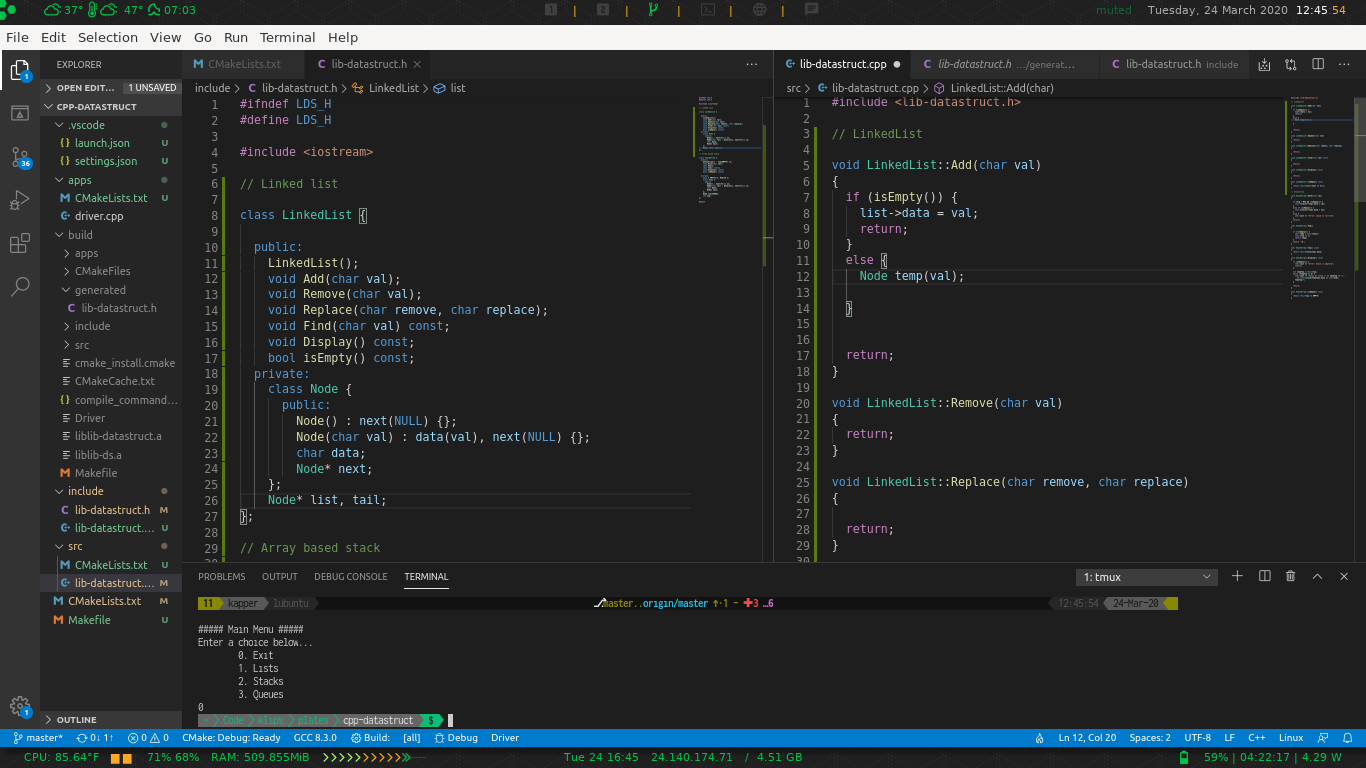 37° 47° 07:03 1 2 muted Tuesday, 24 March 2020 12:45:54
File Edit Selection View Go Run Terminal Help
EXPLORER
OPEN EDIT... 1 UNSAVED
CPP-DATASTRUCT
.vscode
launch.json U
settings.json U
apps
CMakeLists.txt U
driver.cpp
build
apps
CMakeFiles
generated
lib-datastruct.h
include
src
cmake_install.cmake
CMakeCache.txt
compile_command...
Driver
liblib-datastruct.a
liblib-ds.a
Makefile
include
lib-datastruct.h M
lib-datastruct.... U
src
CMakeLists.txt U
lib-datastruct.... M
CMakeLists.txt M
Makefile U
OUTLINE
1
36
1
CMakeLists.txt lib-datastruct.h
include > lib-datastruct.h > LinkedList > list
1 #ifndef LDS_H
2 #define LDS_H
3
4 #include <iostream>
5
6 // Linked list
7
8 class LinkedList {
9
10 public:
11 LinkedList();
12 void Add(char val);
13 void Remove(char val);
14 void Replace(char remove, char replace);
15 void Find(char val) const;
16 void Display() const;
17 bool isEmpty() const;
18 private:
19 class Node {
20 public:
21 Node() : next(NULL) {};
22 Node(char val) : data(val), next(NULL) {};
23 char data;
24 Node* next;
25 };
26 Node* list, tail;
27 };
28
29 // Array based stack
lib-datastruct.cpp lib-datastruct.h .../generat... lib-datastruct.h include
src > lib-datastruct.cpp > LinkedList::Add(char)
1 #include <lib-datastruct.h>
2
3 // LinkedList
4
5 void LinkedList::Add(char val)
6 {
7 if (isEmpty()) {
8 list->data = val;
9 return;
10 }
11 else {
12 Node temp(val);
13
14 }
15
16
17 return;
18 }
19
20 void LinkedList::Remove(char val)
21 {
22 return;
23 }
24
25 void LinkedList::Replace(char remove, char replace)
26 {
27
28 return;
29 }
30
PROBLEMS OUTPUT DEBUG CONSOLE TERMINAL 1: tmux
11 kapper lubuntu master..origin/master ↑·1 – ✚3 …6 12:45:54 24-Mar-20
##### Main Menu #####
Enter a choice below...
0. Exit
1. Lists
2. Stacks
3. Queues
0
~ Code klips plates cpp-datastruct $
master* 0↓ 1↑ 0 0 CMake: Debug: Ready GCC 8.3.0 Build: [all] Debug Driver Ln 12, Col 20 Spaces: 2 UTF-8 LF C++ Linux
CPU: 85.64°F 71% 68% RAM: 509.855MiB Tue 24 16:45 24.140.174.71 / 4.51 GB 59% | 04:22:17 | 4.29 W